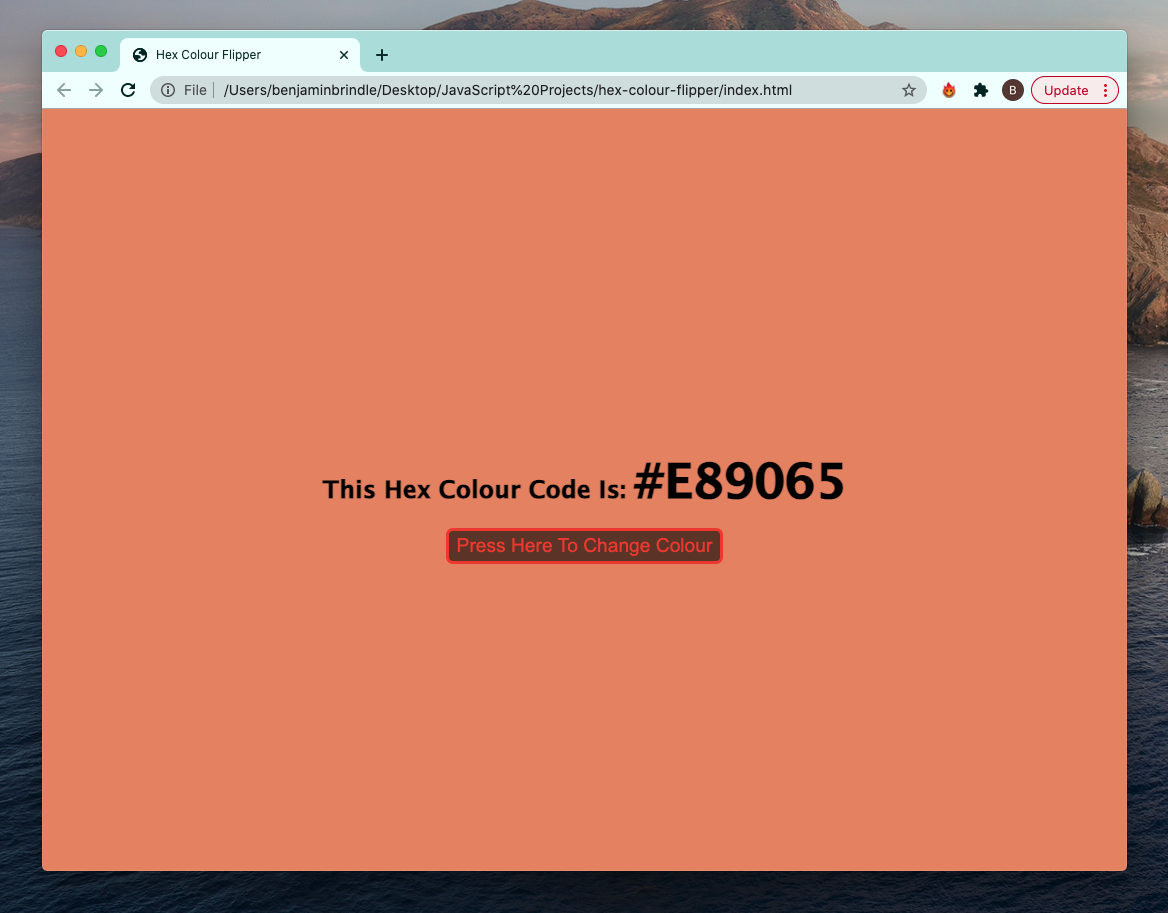 Hex Colour Flipper
File /Users/benjaminbrindle/Desktop/JavaScript%20Projects/hex-colour-flipper/index.html B Update
This Hex Colour Code Is: #E89065
Press Here To Change Colour